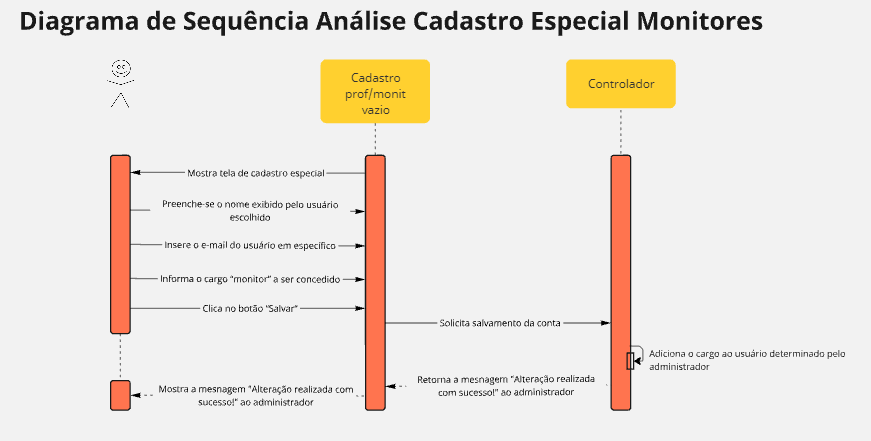 Diagrama de Sequência Análise Cadastro Especial Monitores
Cadastro
prof/monit
vazio
Controlador
Mostra tela de cadastro especial
Preenche-se o nome exibido pelo usuário
escolhido
Insere o e-mail do usuário em específico
Informa o cargo “monitor” a ser concedido
Clica no botão “Salvar”
Solicita salvamento da conta
Adiciona o cargo ao usuário determinado pelo
administrador
Retorna a mesnagem “Alteração realizada
com sucesso!” ao administrador
Mostra a mesnagem “Alteração realizada com
sucesso!” ao administrador